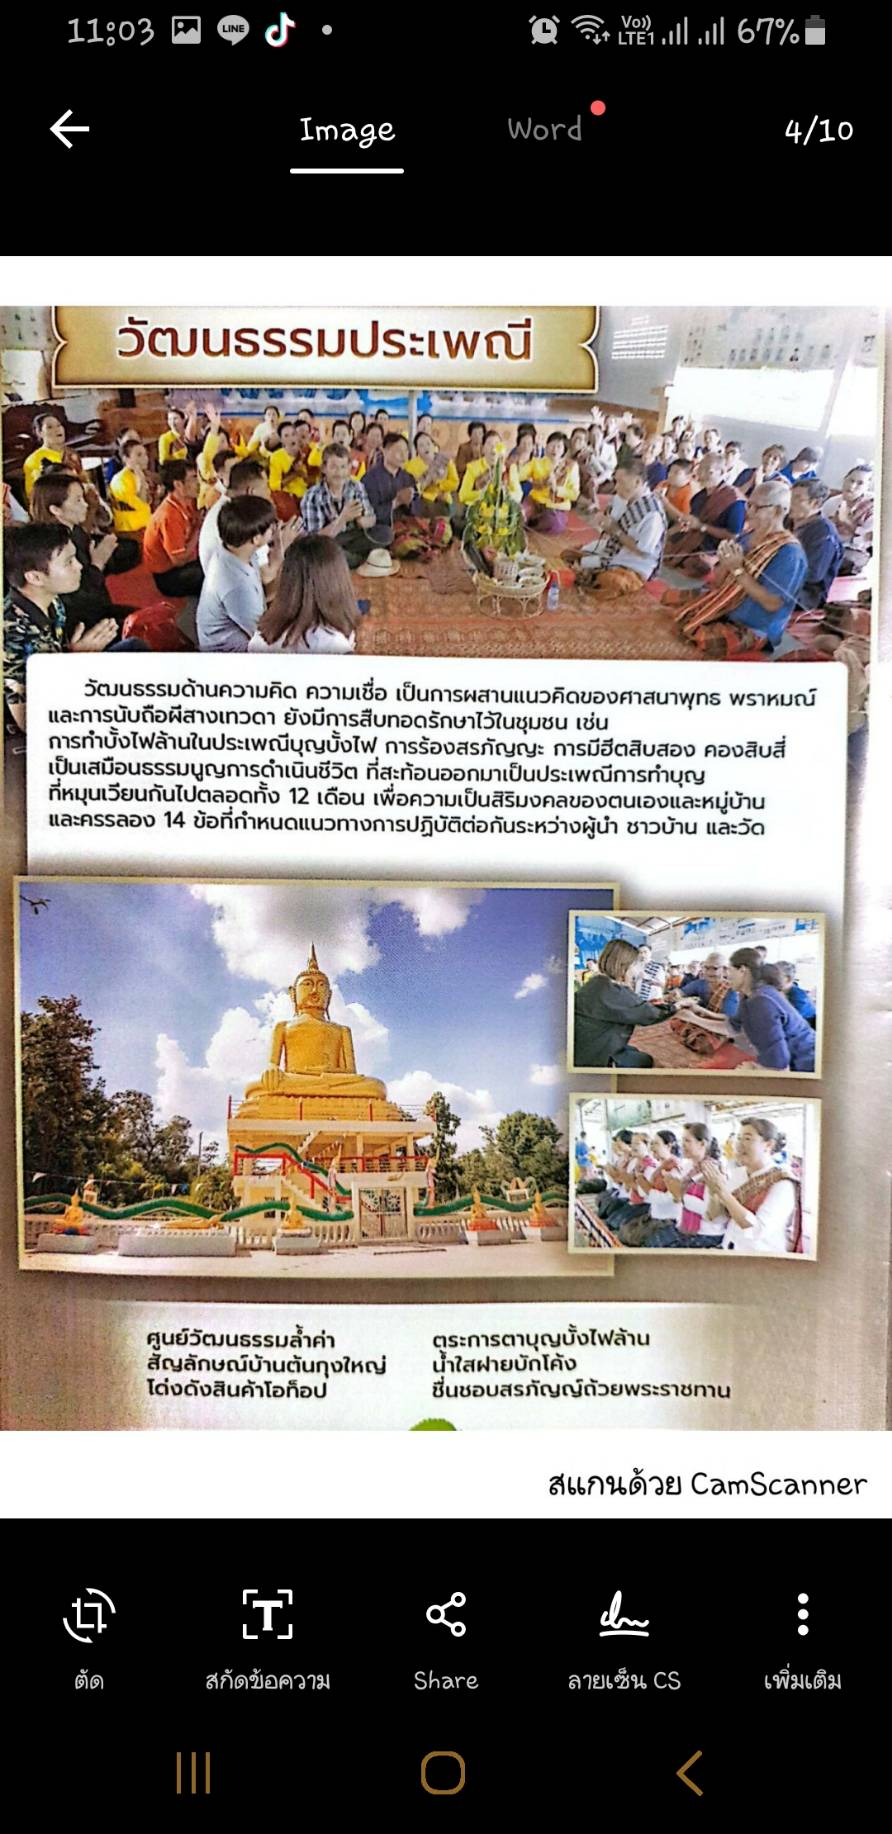 11:03
LINE
Vo))
LTE1
67%
Image
Word
4/10
วัฒนธรรมประเพณี
วัฒนธรรมด้านความคิด ความเชื่อ เป็นการผสานแนวคิดของศาสนาพุทธ พราหมณ์
และการนับถือผีสางเทวดา ยังมีการสืบทอดรักษาไว้ในชุมชน เช่น
การทำบั้งไฟล้านในประเพณีบุญบั้งไฟ การร้องสรภัญญะ การมีฮีตสิบสอง คองสิบสี่
เป็นเสมือนธรรมนูญการดำเนินชีวิต ที่สะท้อนออกมาเป็นประเพณีการทำบุญ
ที่หมุนเวียนกันไปตลอดทั้ง 12 เดือน เพื่อความเป็นสิริมงคลของตนเองและหมู่บ้าน
และครรลอง 14 ข้อที่กำหนดแนวทางการปฏิบัติต่อกันระหว่างผู้นำ ชาวบ้าน และวัด
ศูนย์วัฒนธรรมล้ำค่า
สัญลักษณ์บ้านต้นทุงใหญ่
โด่งดังสินค้าโอท็อป
ตระการตาบุญบั้งไฟล้าน
น้ำใสฝายบักโค้ง
ชื่นชอบสรภัญญ์ถ้วยพระราชทาน
สแกนด้วย CamScanner
ตัด
สกัดข้อความ
Share
ลายเซ็น CS
เพิ่มเติม